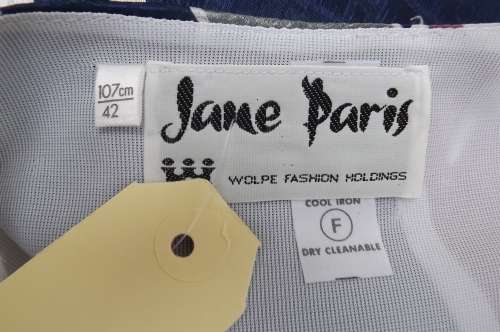 107cm
42
Jane Paris
WOLPE FASHION HOLDINGS
COOL IRON
F
DRY CLEANABLE